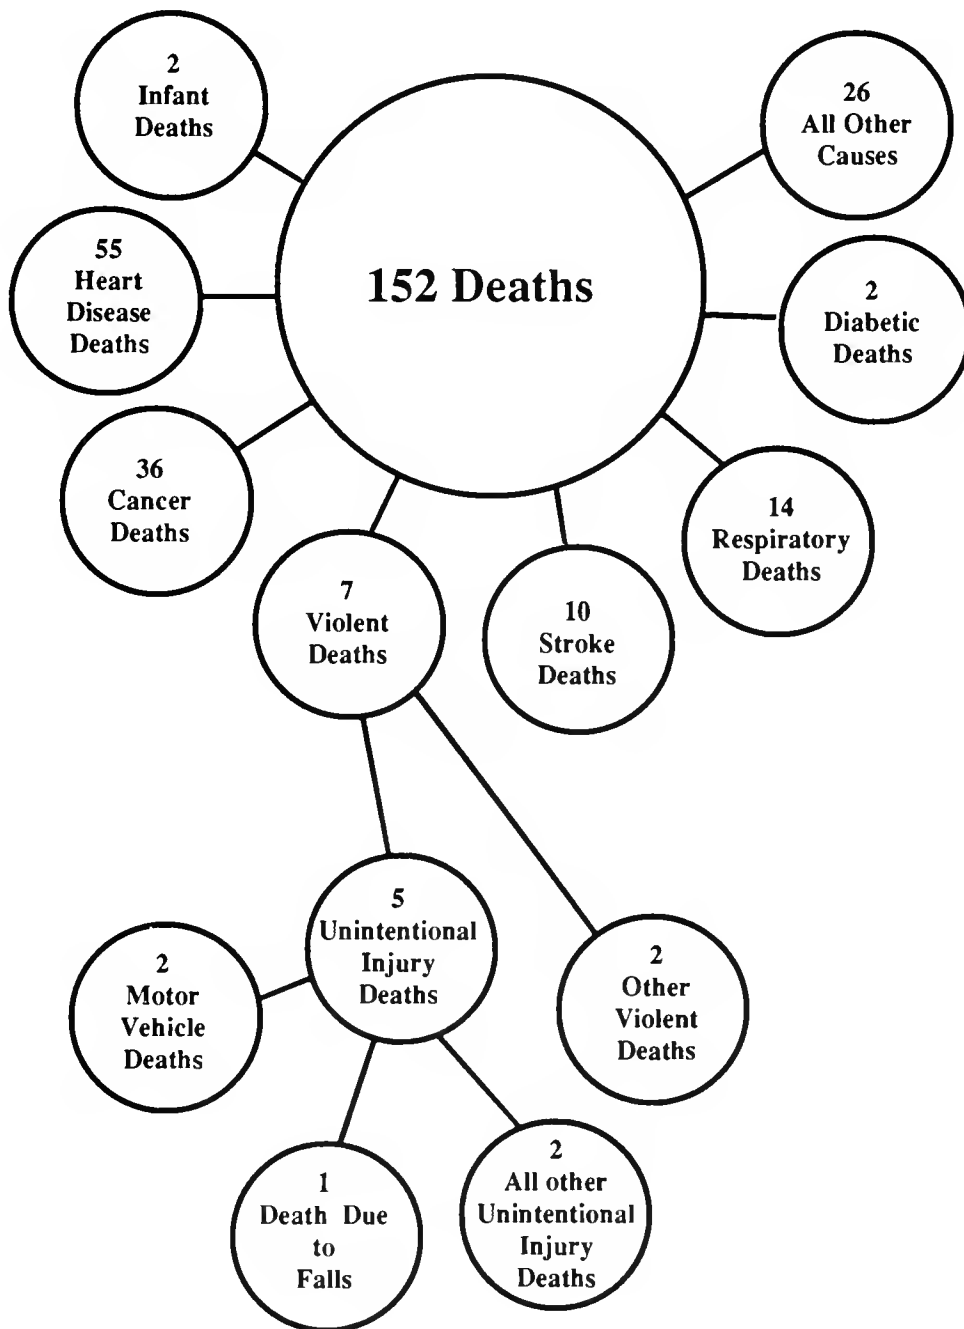 2
Infant
Deaths
26
All Other
Causes
55
Heart
Disease
Deaths
152 Deaths
2
Diabetic
Deaths
36
Cancer
Deaths
14
Respiratory
Deaths
7
Violent
Deaths
10
Stroke
Deaths
5
Unintentional
Injury
Deaths
2
Motor
Vehicle
Deaths
2
Other
Violent
Deaths
1
Death Due
to
Falls
2
All other
Unintentional
Injury
Deaths